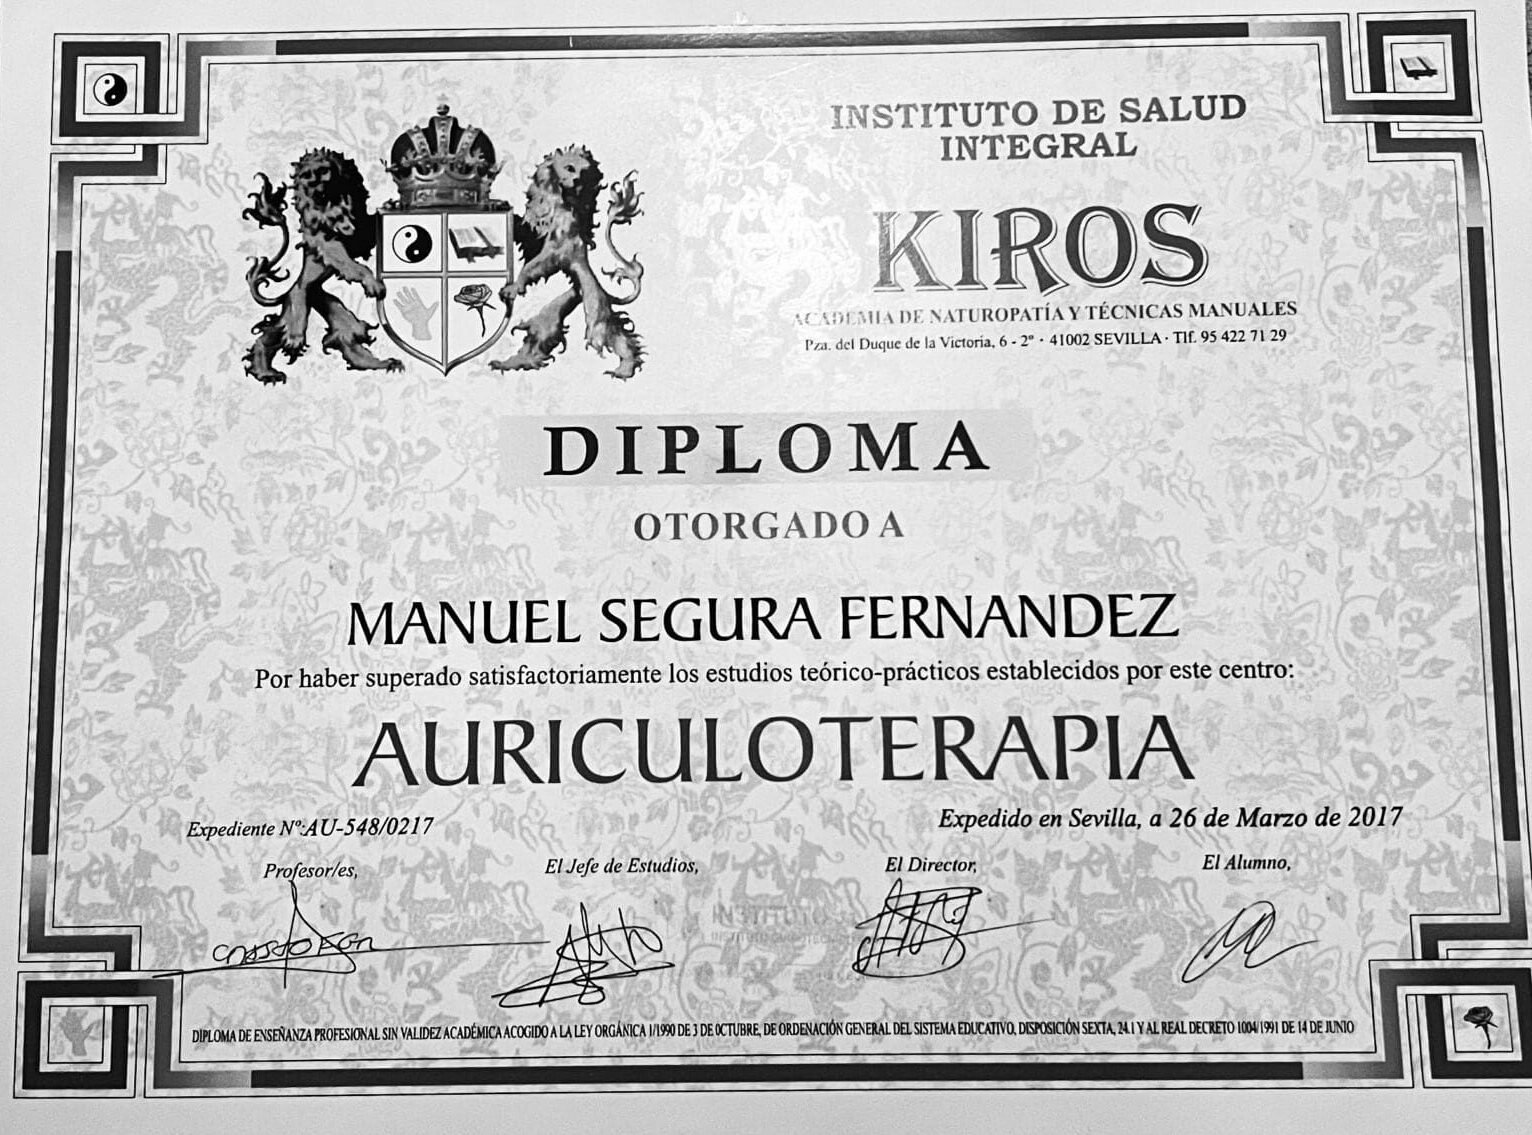 INSTITUTO DE SALUD
INTEGRAL
KIROS
ACADEMIA DE NATUROPATÍA Y TÉCNICAS MANUALES
Pza. del Duque de la Victoria, 6 - 2º · 41002 SEVILLA · Tlf. 95 422 71 29
DIPLOMA
OTORGADO A
MANUEL SEGURA FERNANDEZ
Por haber superado satisfactoriamente los estudios teórico-prácticos establecidos por este centro:
AURICULOTERAPIA
Expediente Nº:AU-548/0217
Expedido en Sevilla, a 26 de Marzo de 2017
Profesor/es,
El Jefe de Estudios,
El Director,
El Alumno,
INSTITUTO
DIPLOMA DE ENSEÑANZA PROFESIONAL SIN VALIDEZ ACADÉMICA ACOGIDO A LA LEY ORGÁNICA 1/1990 DE 3 DE OCTUBRE, DE ORDENACIÓN GENERAL DEL SISTEMA EDUCATIVO, DISPOSICIÓN SEXTA, 24.1 Y AL REAL DECRETO 1004/1991 DE 14 DE JUNIO